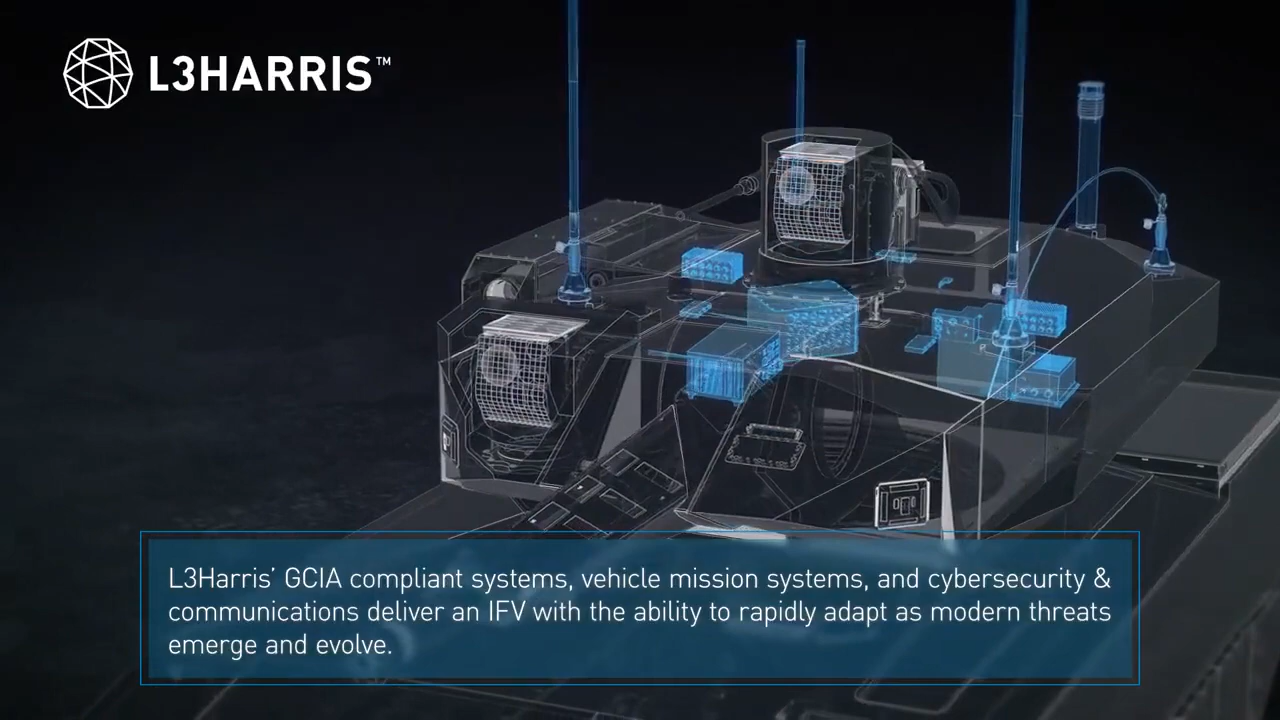 L3HARRIS™
L3Harris’ GCIA compliant systems, vehicle mission systems, and cybersecurity &
communications deliver an IFV with the ability to rapidly adapt as modern threats
emerge and evolve.